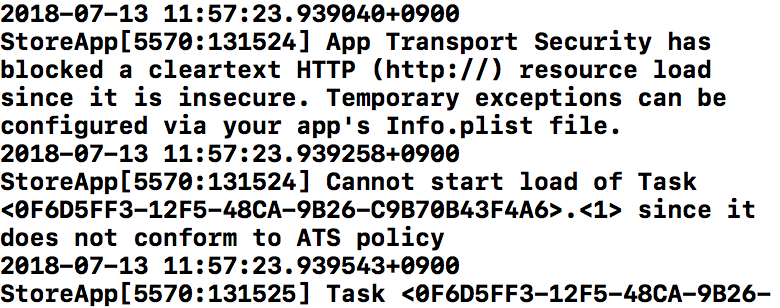 2018-07-13 11:57:23.939040+0900
StoreApp[5570:131524] App Transport Security has
blocked a cleartext HTTP (http://) resource load
since it is insecure. Temporary exceptions can be
configured via your app's Info.plist file.
2018-07-13 11:57:23.939258+0900
StoreApp[5570:131524] Cannot start load of Task
<0F6D5FF3-12F5-48CA-9B26-C9B70B43F4A6>.<1> since it
does not conform to ATS policy
2018-07-13 11:57:23.939543+0900
StoreApp[5570:131525] Task <0F6D5FF3-12F5-48CA-9B26-